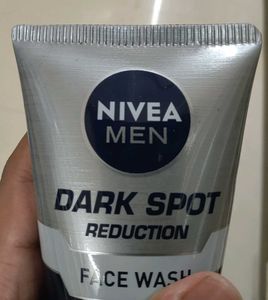 NIVEA
MEN
DARK SPOT
REDUCTION
FACE WASH